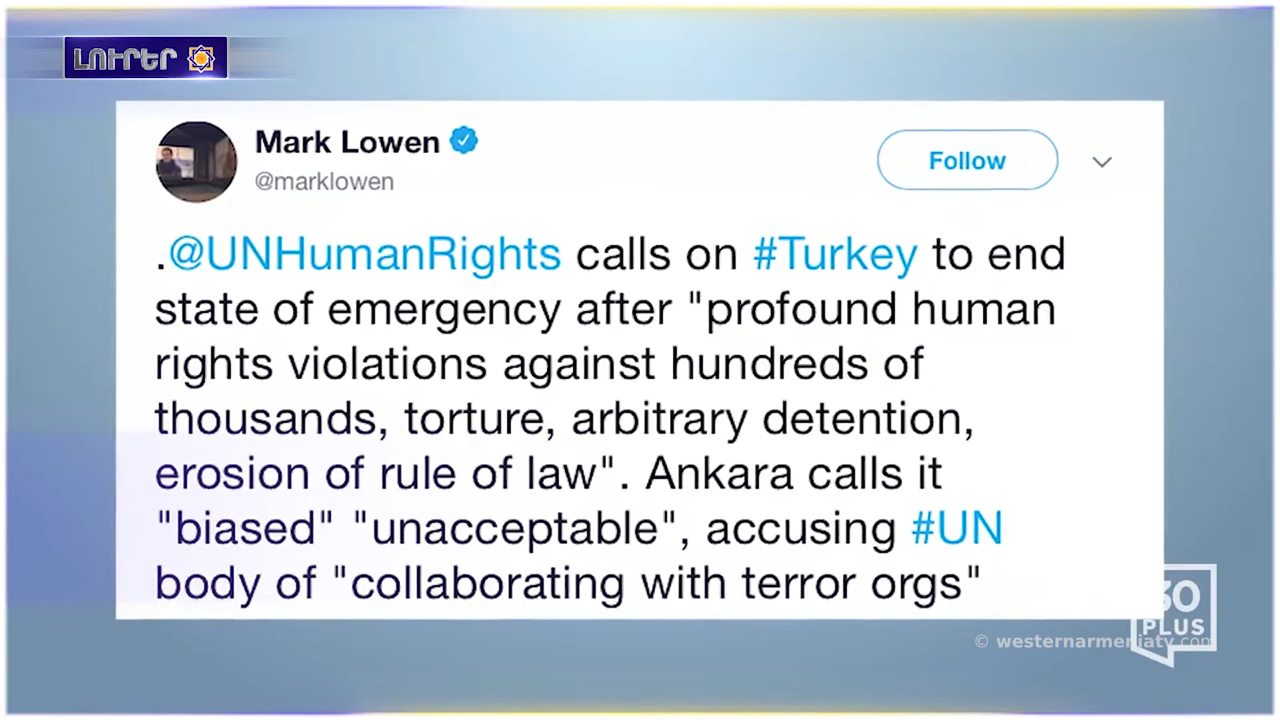 ԼՈՒՐԵՐ
Mark Lowen
@marklowen
Follow
.@UNHumanRights calls on #Turkey to end
state of emergency after "profound human
rights violations against hundreds of
thousands, torture, arbitrary detention,
erosion of rule of law". Ankara calls it
"biased" "unacceptable", accusing #UN
body of "collaborating with terror orgs"
30
PLUS
© westernarmeniatv.com